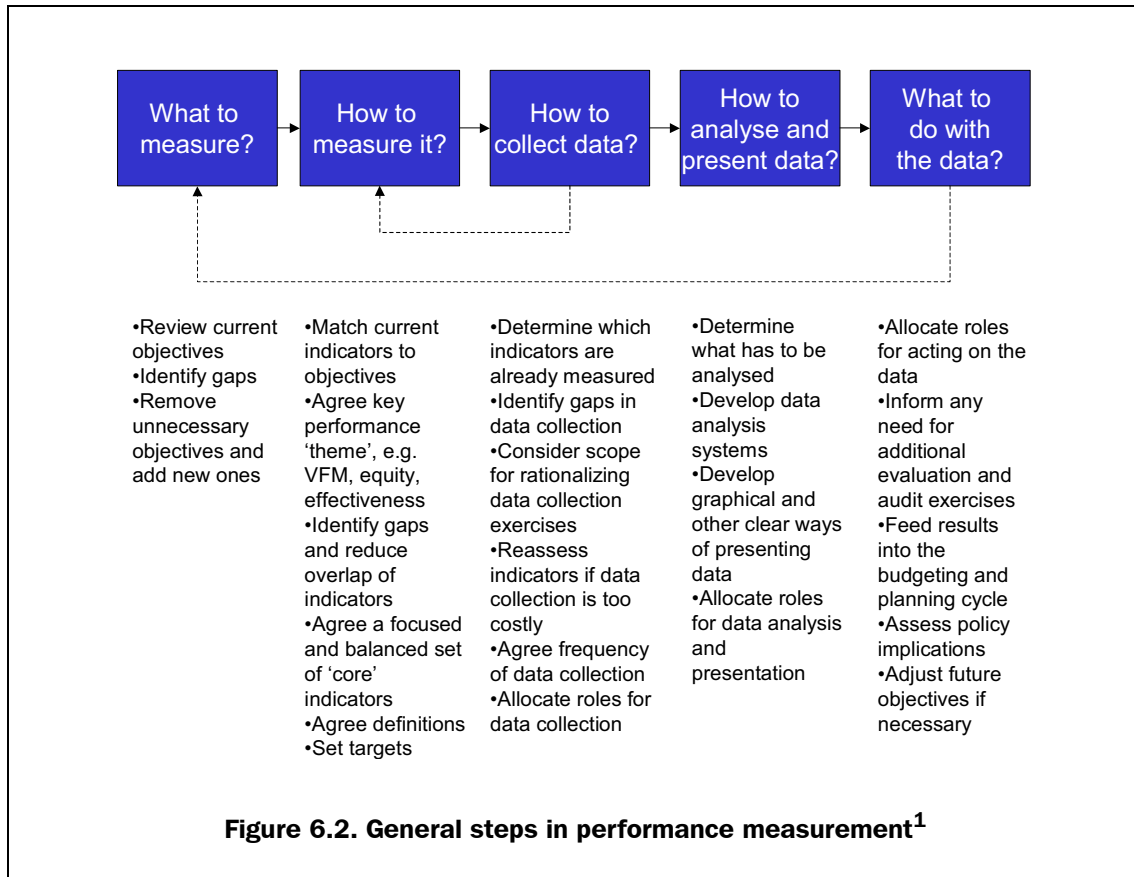 What to
measure?
How to
measure it?
How to
collect data?
How to
analyse and
present data?
What to
do with
the data?
•Review current
objectives
•Identify gaps
•Remove
unnecessary
objectives and
add new ones
•Match current
indicators to
objectives
•Agree key
performance
‘theme’, e.g.
VFM, equity,
effectiveness
•Identify gaps
and reduce
overlap of
indicators
•Agree a focused
and balanced set
of ‘core’
indicators
•Agree definitions
•Set targets
•Determine which
indicators are
already measured
•Identify gaps in
data collection
•Consider scope
for rationalizing
data collection
exercises
•Reassess
indicators if data
collection is too
costly
•Agree frequency
of data collection
•Allocate roles for
data collection
•Determine
what has to be
analysed
•Develop data
analysis
systems
•Develop
graphical and
other clear ways
of presenting
data
•Allocate roles
for data analysis
and
presentation
•Allocate roles
for acting on the
data
•Inform any
need for
additional
evaluation and
audit exercises
•Feed results
into the
budgeting and
planning cycle
•Assess policy
implications
•Adjust future
objectives if
necessary
Figure 6.2. General steps in performance measurement1